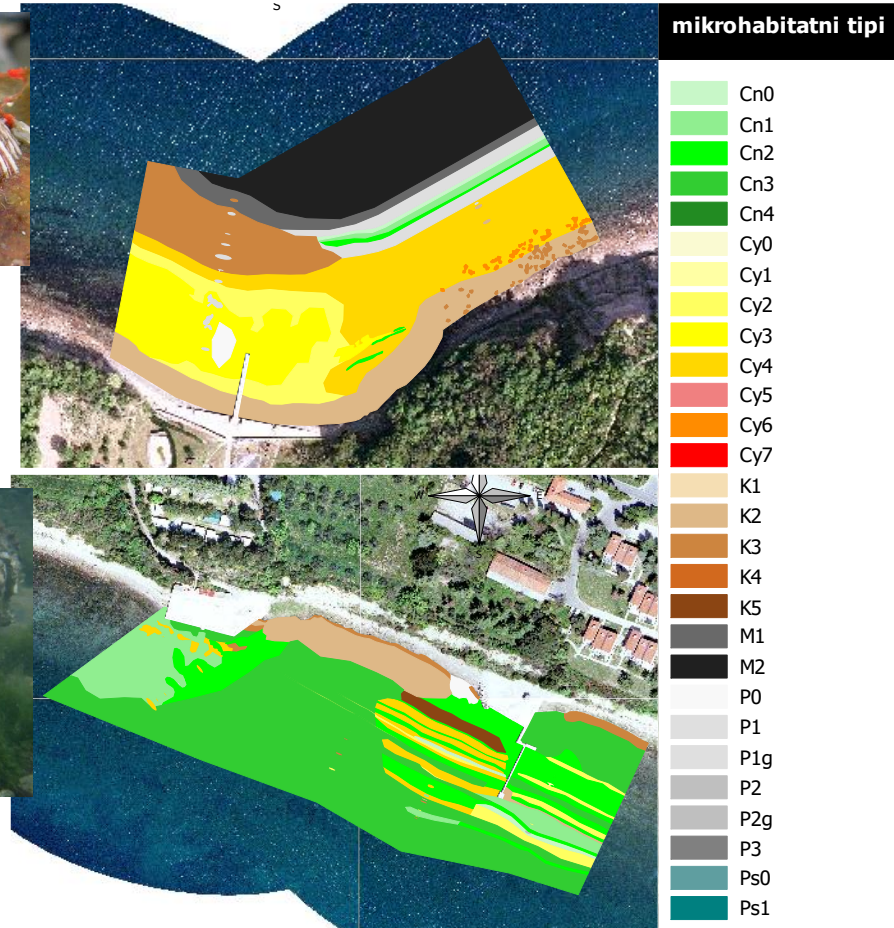 S
mikrohabitatni tipi
Cn0
Cn1
Cn2
Cn3
Cn4
Cy0
Cy1
Cy2
Cy3
Cy4
Cy5
Cy6
Cy7
K1
K2
K3
K4
K5
M1
M2
P0
P1
P1g
P2
P2g
P3
Ps0
Ps1
W
E